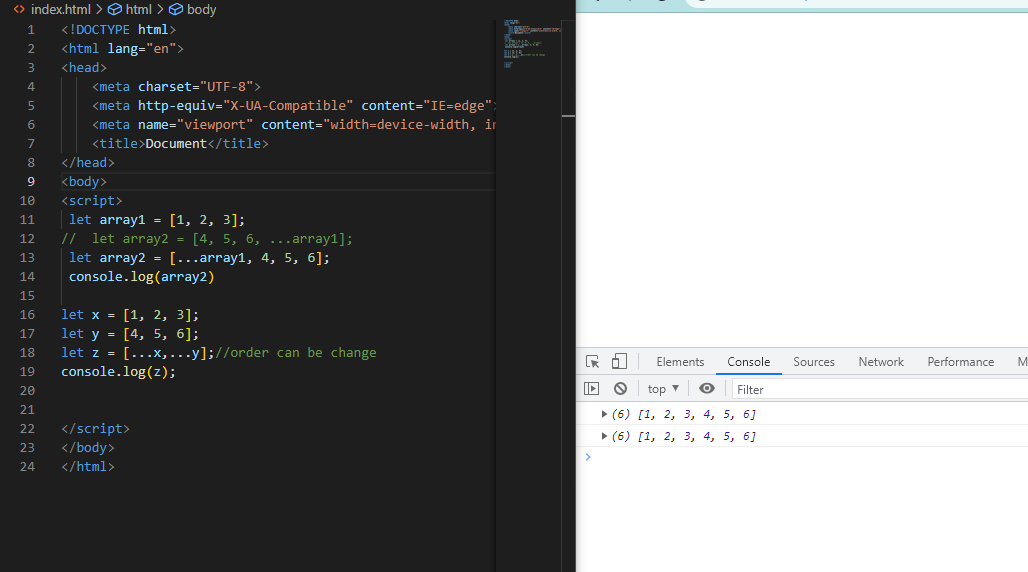 index.html > html > body
1 <!DOCTYPE html>
2 <html lang="en">
3 <head>
4 <meta charset="UTF-8">
5 <meta http-equiv="X-UA-Compatible" content="IE=edge">
6 <meta name="viewport" content="width=device-width, in
7 <title>Document</title>
8 </head>
9 <body>
10 <script>
11 let array1 = [1, 2, 3];
12 //  let array2 = [4, 5, 6, ...array1];
13 let array2 = [...array1, 4, 5, 6];
14 console.log(array2)
15
16 let x = [1, 2, 3];
17 let y = [4, 5, 6];
18 let z = [...x,...y];//order can be change
19 console.log(z);
20
21
22 </script>
23 </body>
24 </html>
Elements Console Sources Network Performance M
top ▼ Filter
▶ (6) [1, 2, 3, 4, 5, 6]
▶ (6) [1, 2, 3, 4, 5, 6]
>